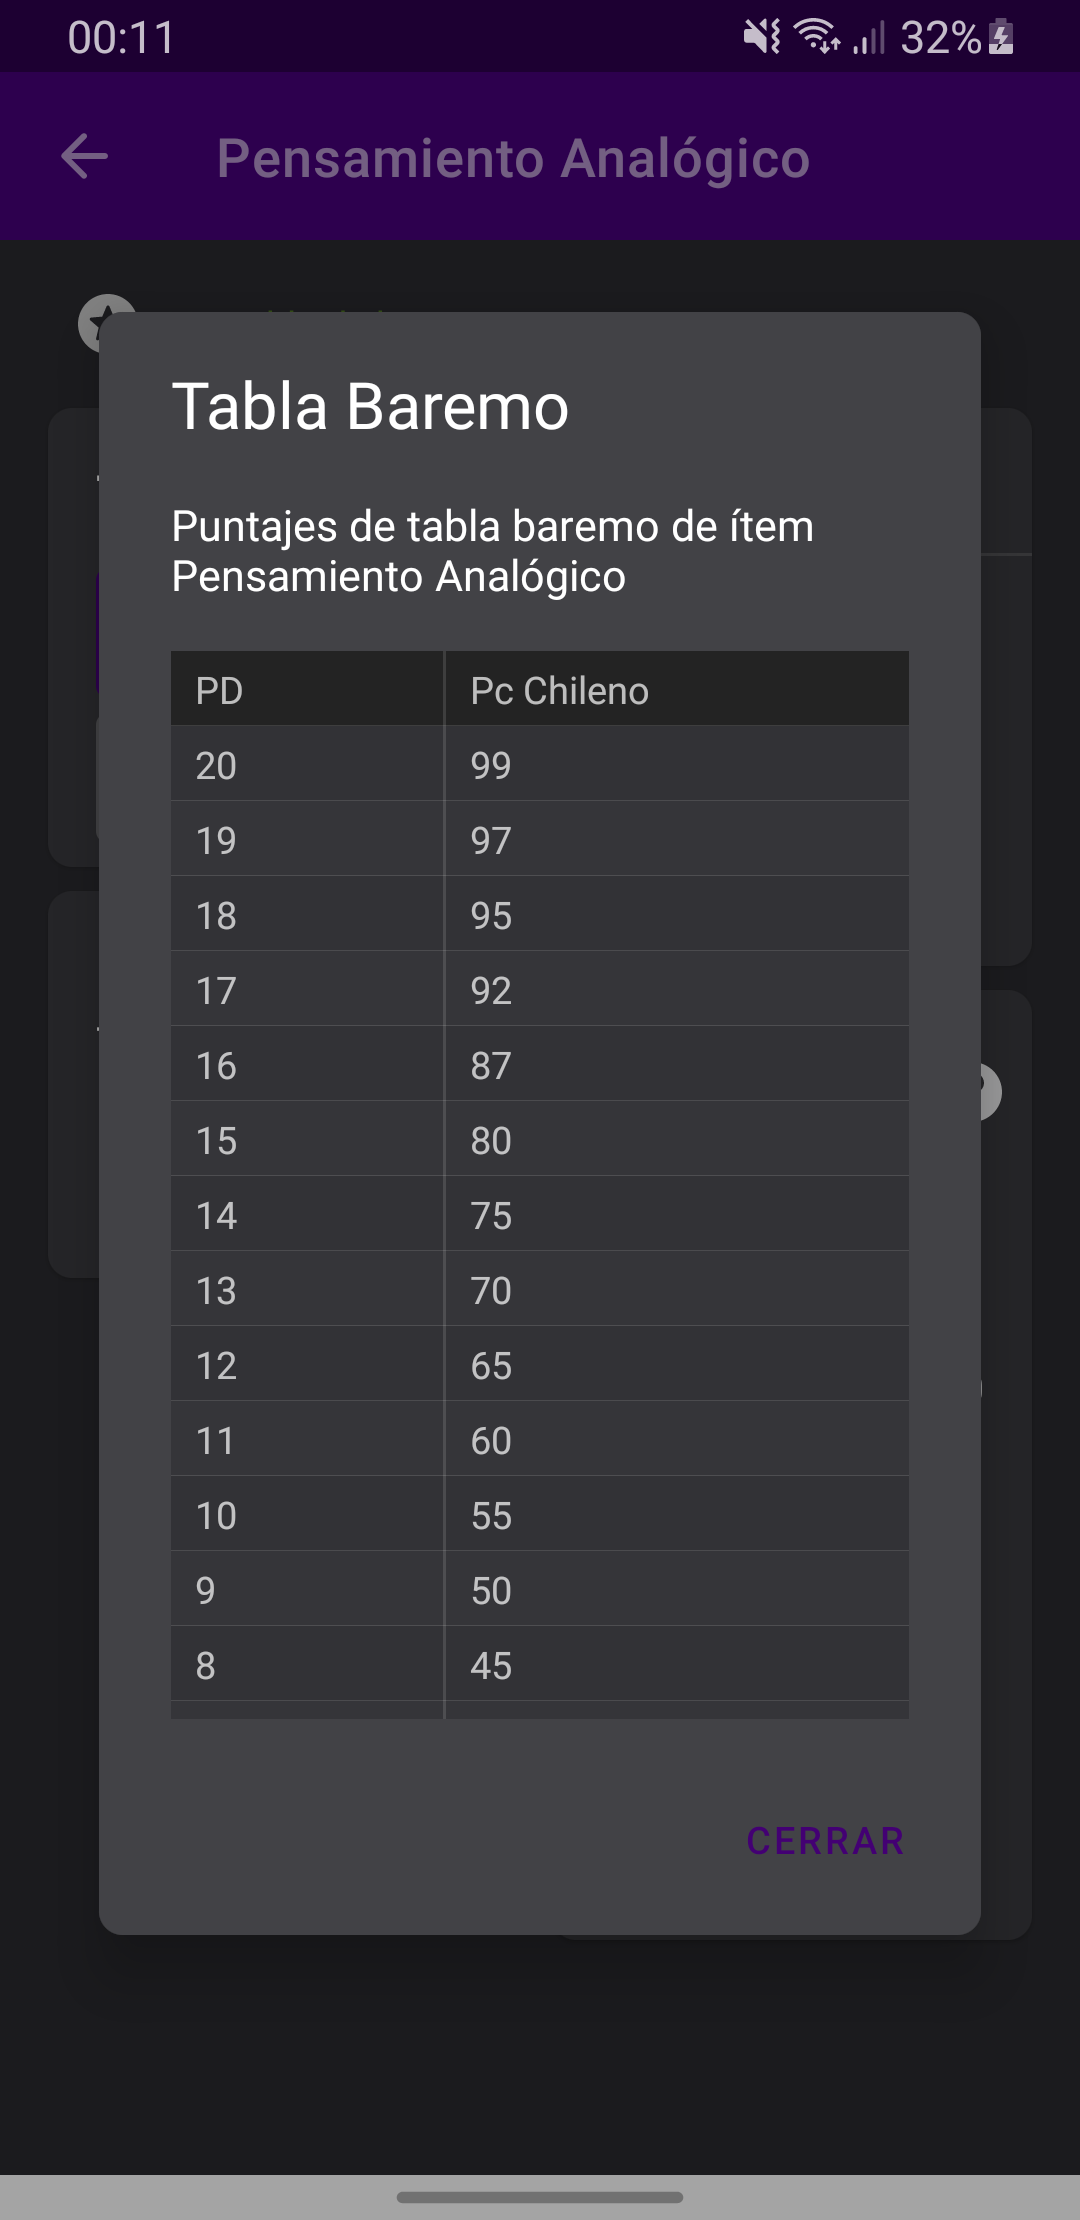 00:11
32%
Pensamiento Analógico
Tabla Baremo
Puntajes de tabla baremo de ítem
Pensamiento Analógico
PD Pc Chileno
20 99
19 97
18 95
17 92
16 87
15 80
14 75
13 70
12 65
11 60
10 55
9 50
8 45
CERRAR